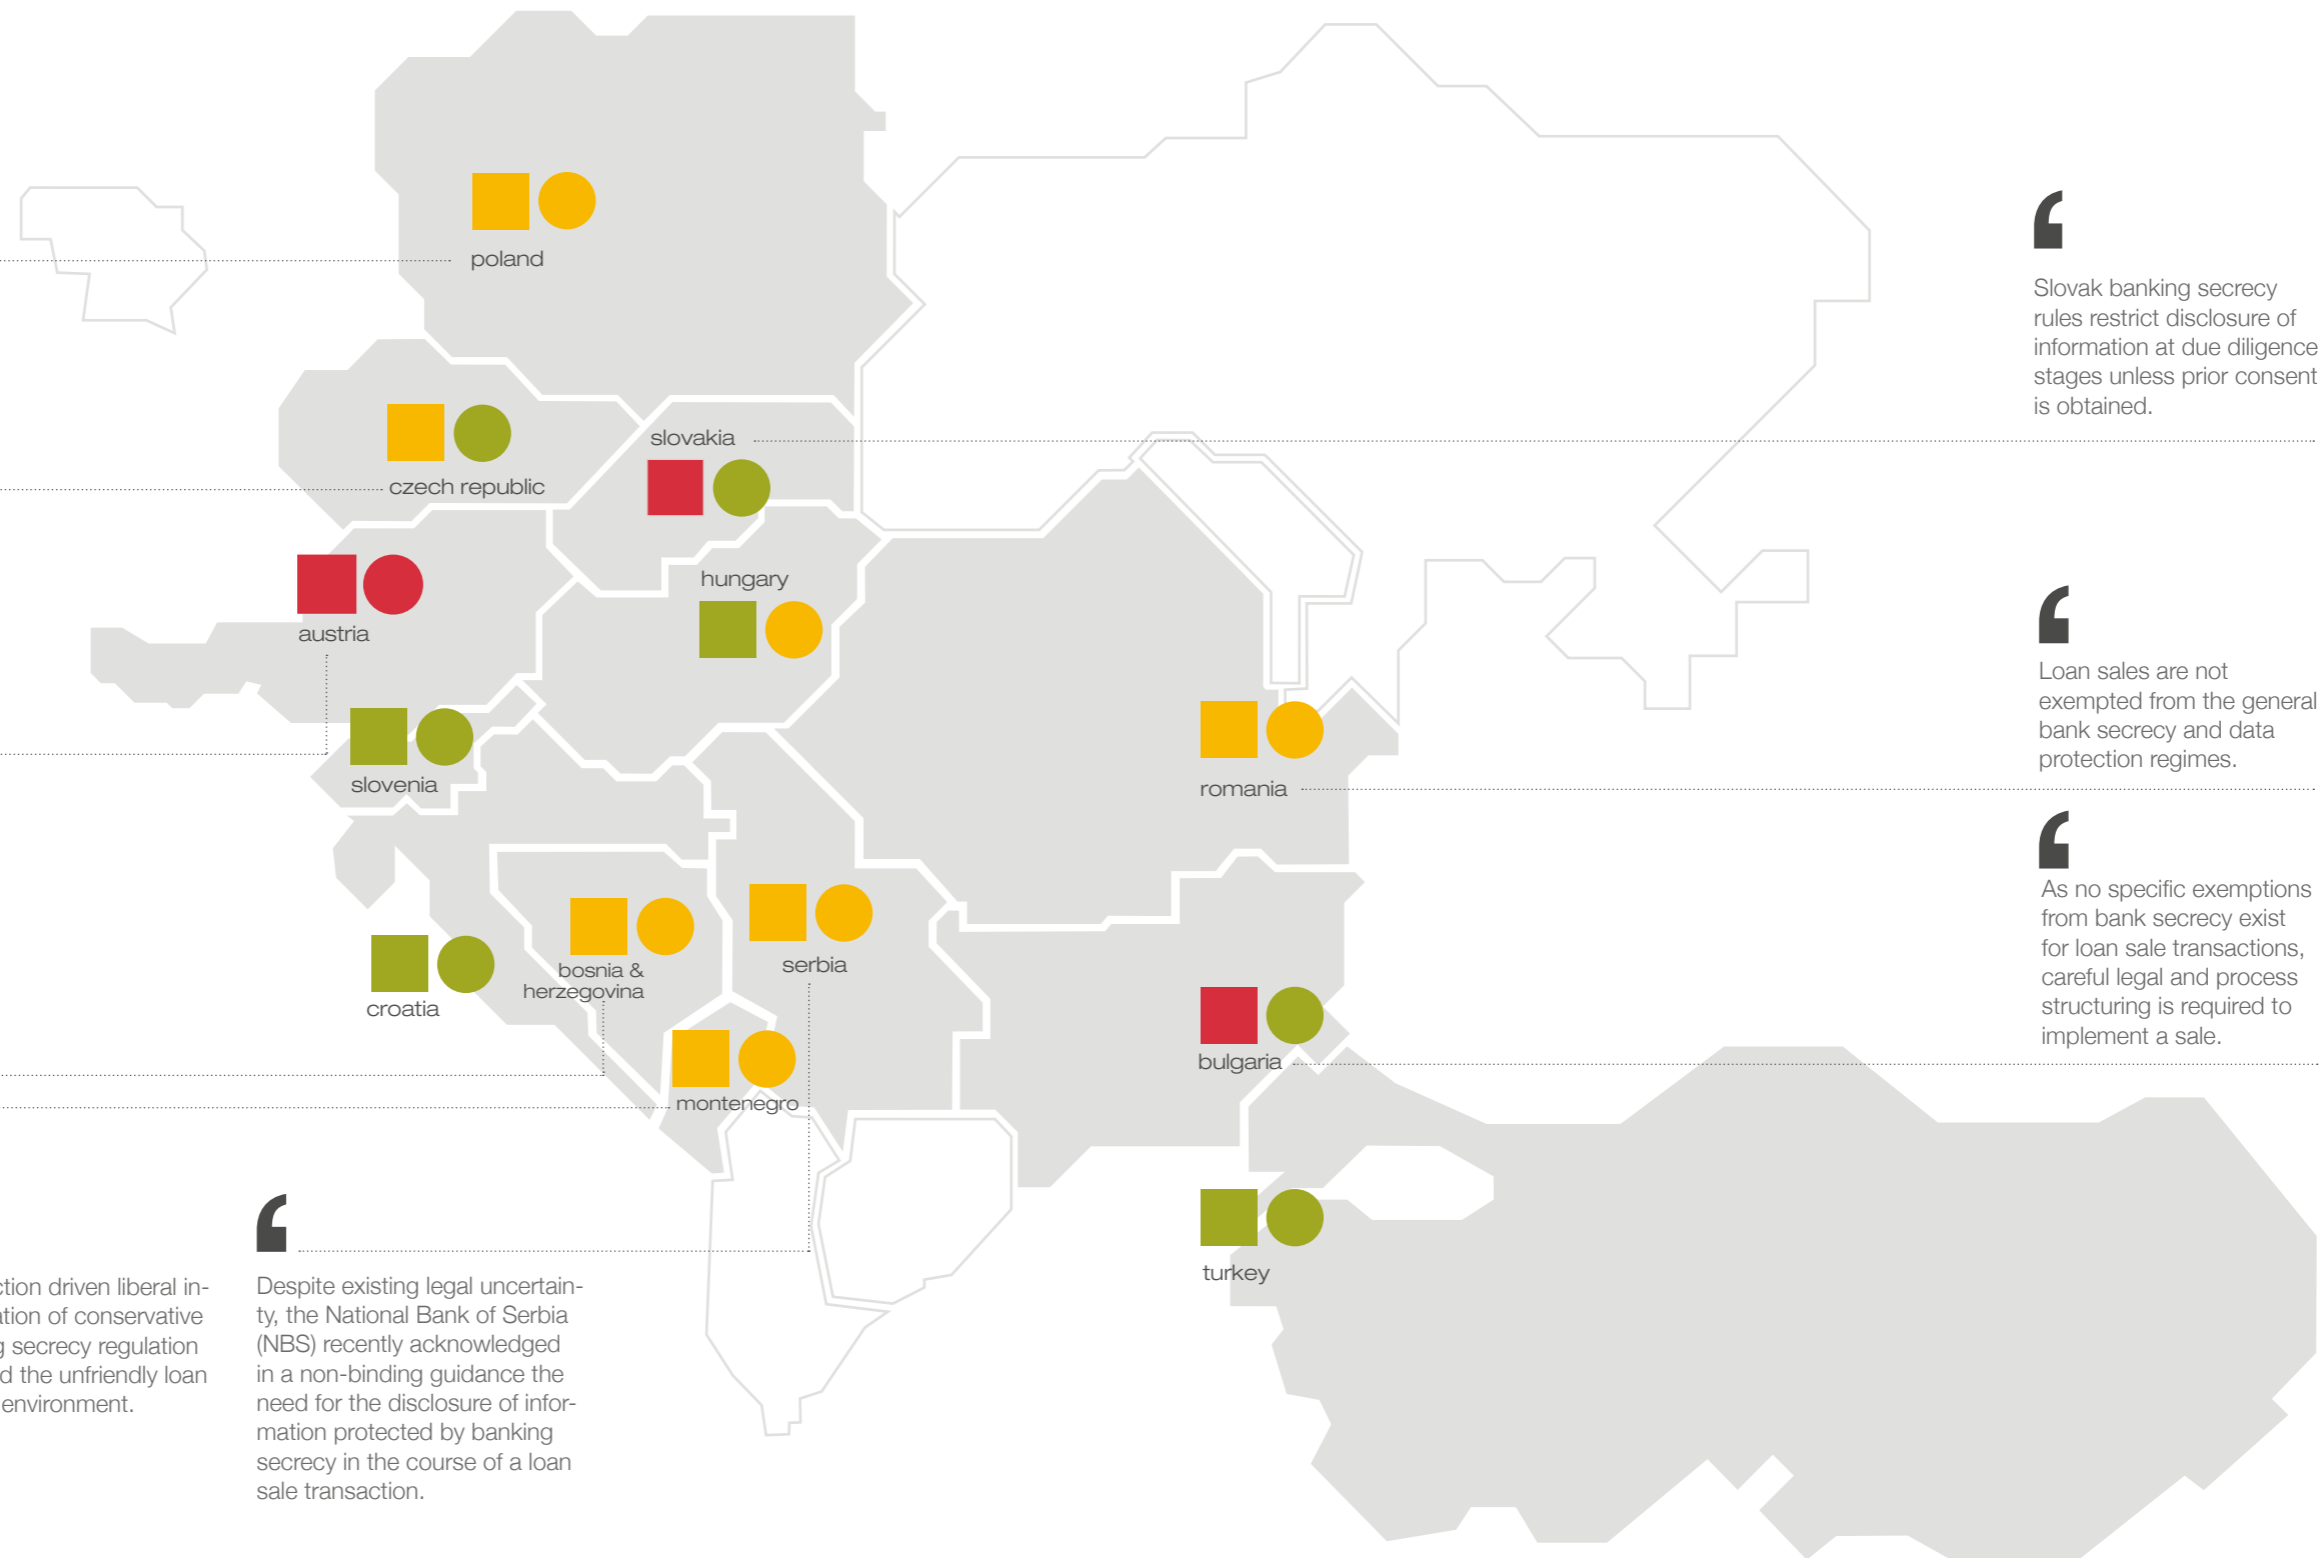 poland
Slovak banking secrecy
rules restrict disclosure of
information at due diligence
stages unless prior consent
is obtained.
slovakia
czech republic
hungary
austria
Loan sales are not
exempted from the general
bank secrecy and data
protection regimes.
slovenia
romania
As no specific exemptions
from bank secrecy exist
for loan sale transactions,
careful legal and process
structuring is required to
implement a sale.
bosnia &
herzegovina
serbia
croatia
bulgaria
montenegro
turkey
driven liberal in-
of conservative
secrecy regulation
the unfriendly loan
environment.
Despite existing legal uncertain-
ty, the National Bank of Serbia
(NBS) recently acknowledged
in a non-binding guidance the
need for the disclosure of infor-
mation protected by banking
secrecy in the course of a loan
sale transaction.